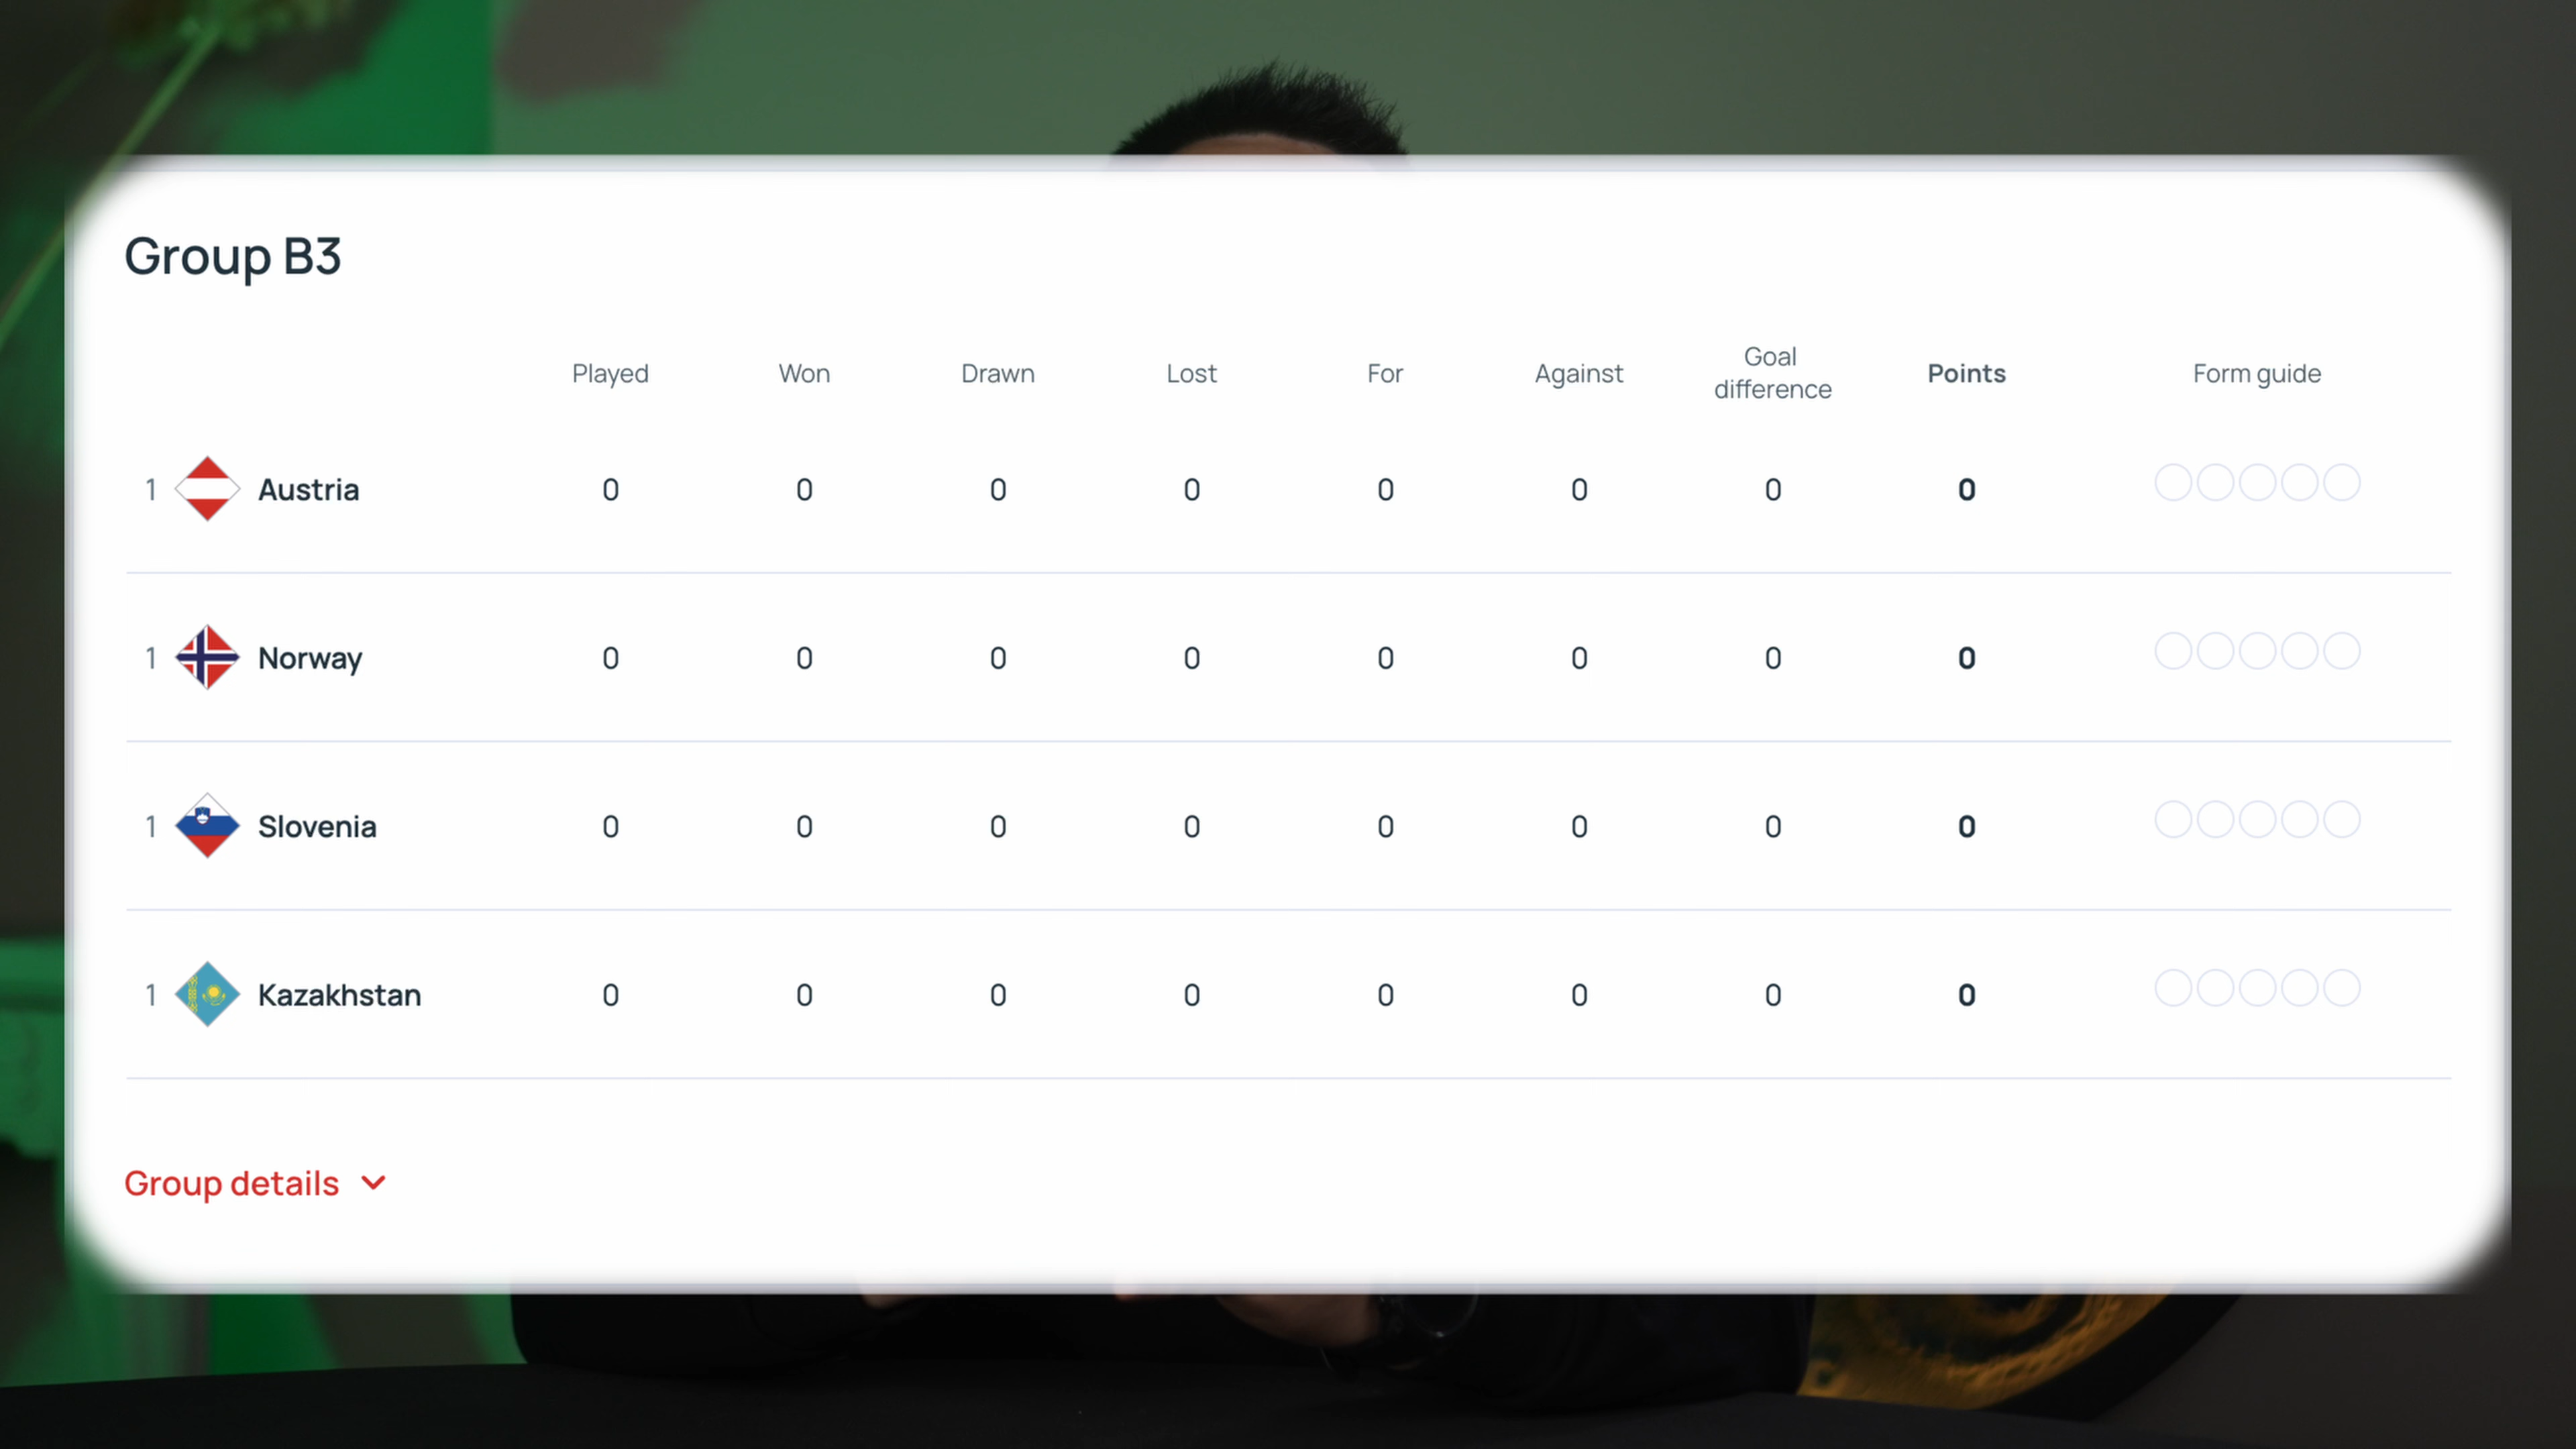 Group B3
Played Won Drawn Lost For Against Goal difference Points Form guide
1 Austria 0 0 0 0 0 0 0 0
1 Norway 0 0 0 0 0 0 0 0
1 Slovenia 0 0 0 0 0 0 0 0
1 Kazakhstan 0 0 0 0 0 0 0 0
Group details